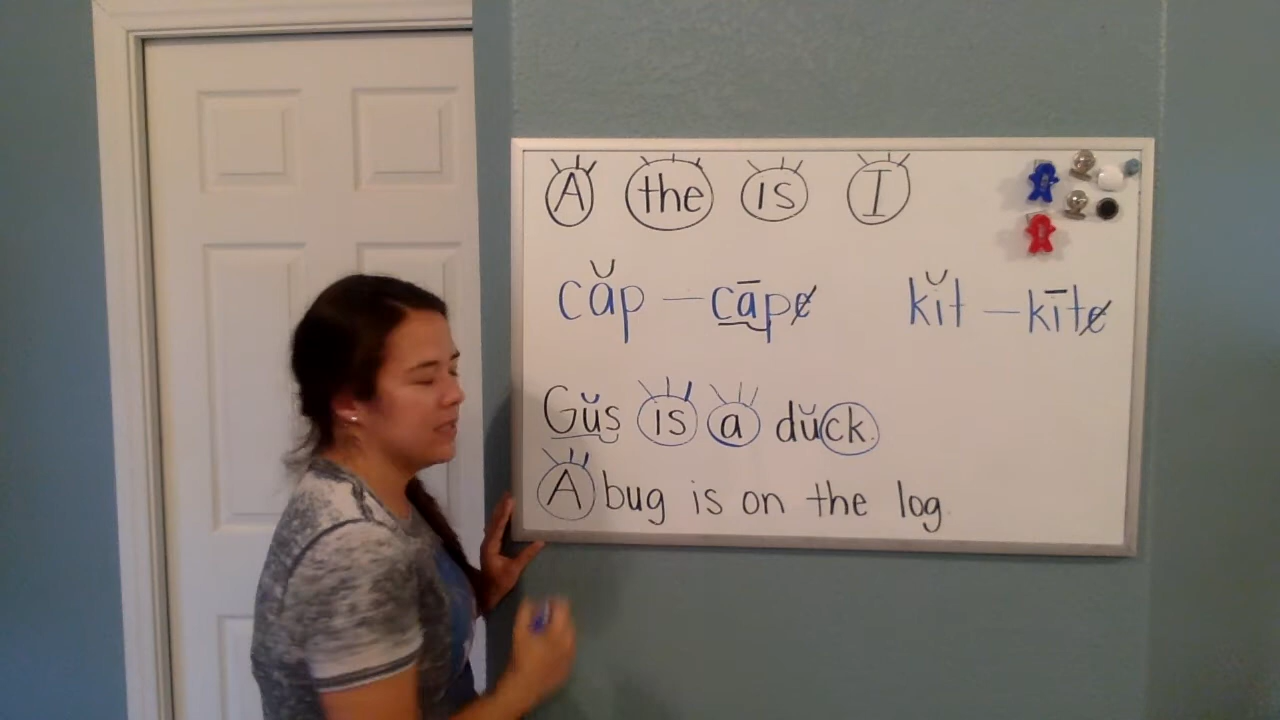 A the is I
căp — cāpe kĭt — kīte
Gŭs is a dŭck.
A bug is on the log.